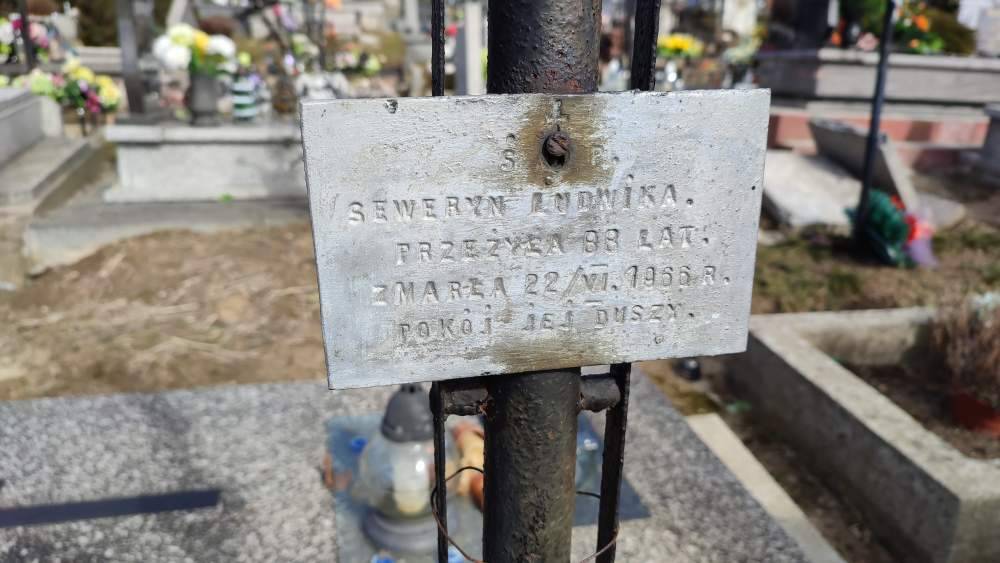 Ś. P.
SEWERYN LUDWIKA.
PRZEŻYŁA 88 LAT.
ZMARŁA 22/VI.1966 R.
POKÓJ JEJ DUSZY.